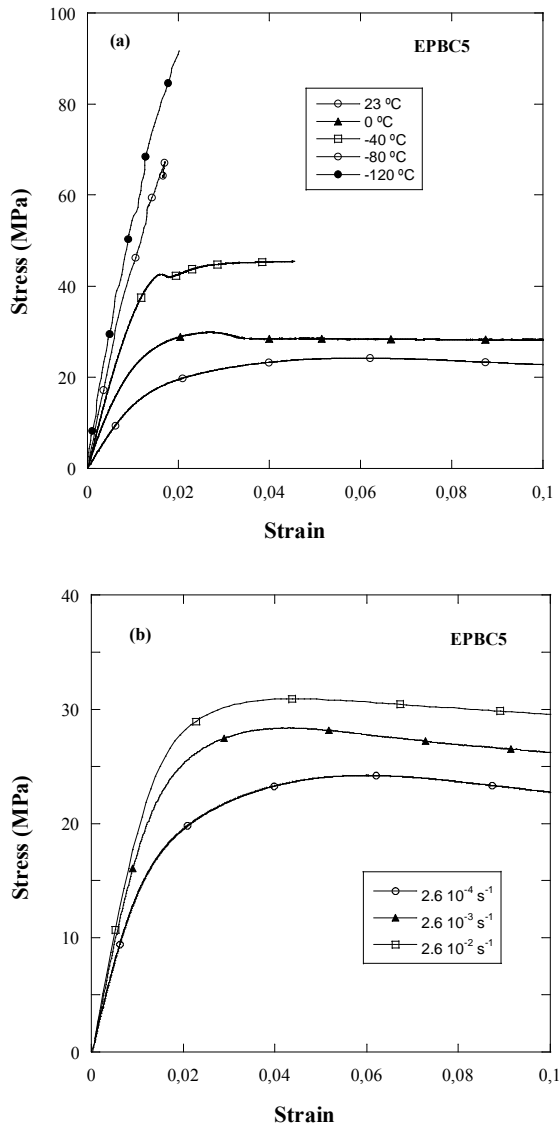 (a)
EPBC5
23 ºC
0 ºC
-40 ºC
-80 ºC
-120 ºC
100
80
60
40
20
0
Stress (MPa)
0
0,02
0,04
0,06
0,08
0,1
Strain
(b)
EPBC5
2.6 10⁻⁴ s⁻¹
2.6 10⁻³ s⁻¹
2.6 10⁻² s⁻¹
40
30
20
10
0
Stress (MPa)
0
0,02
0,04
0,06
0,08
0,1
Strain